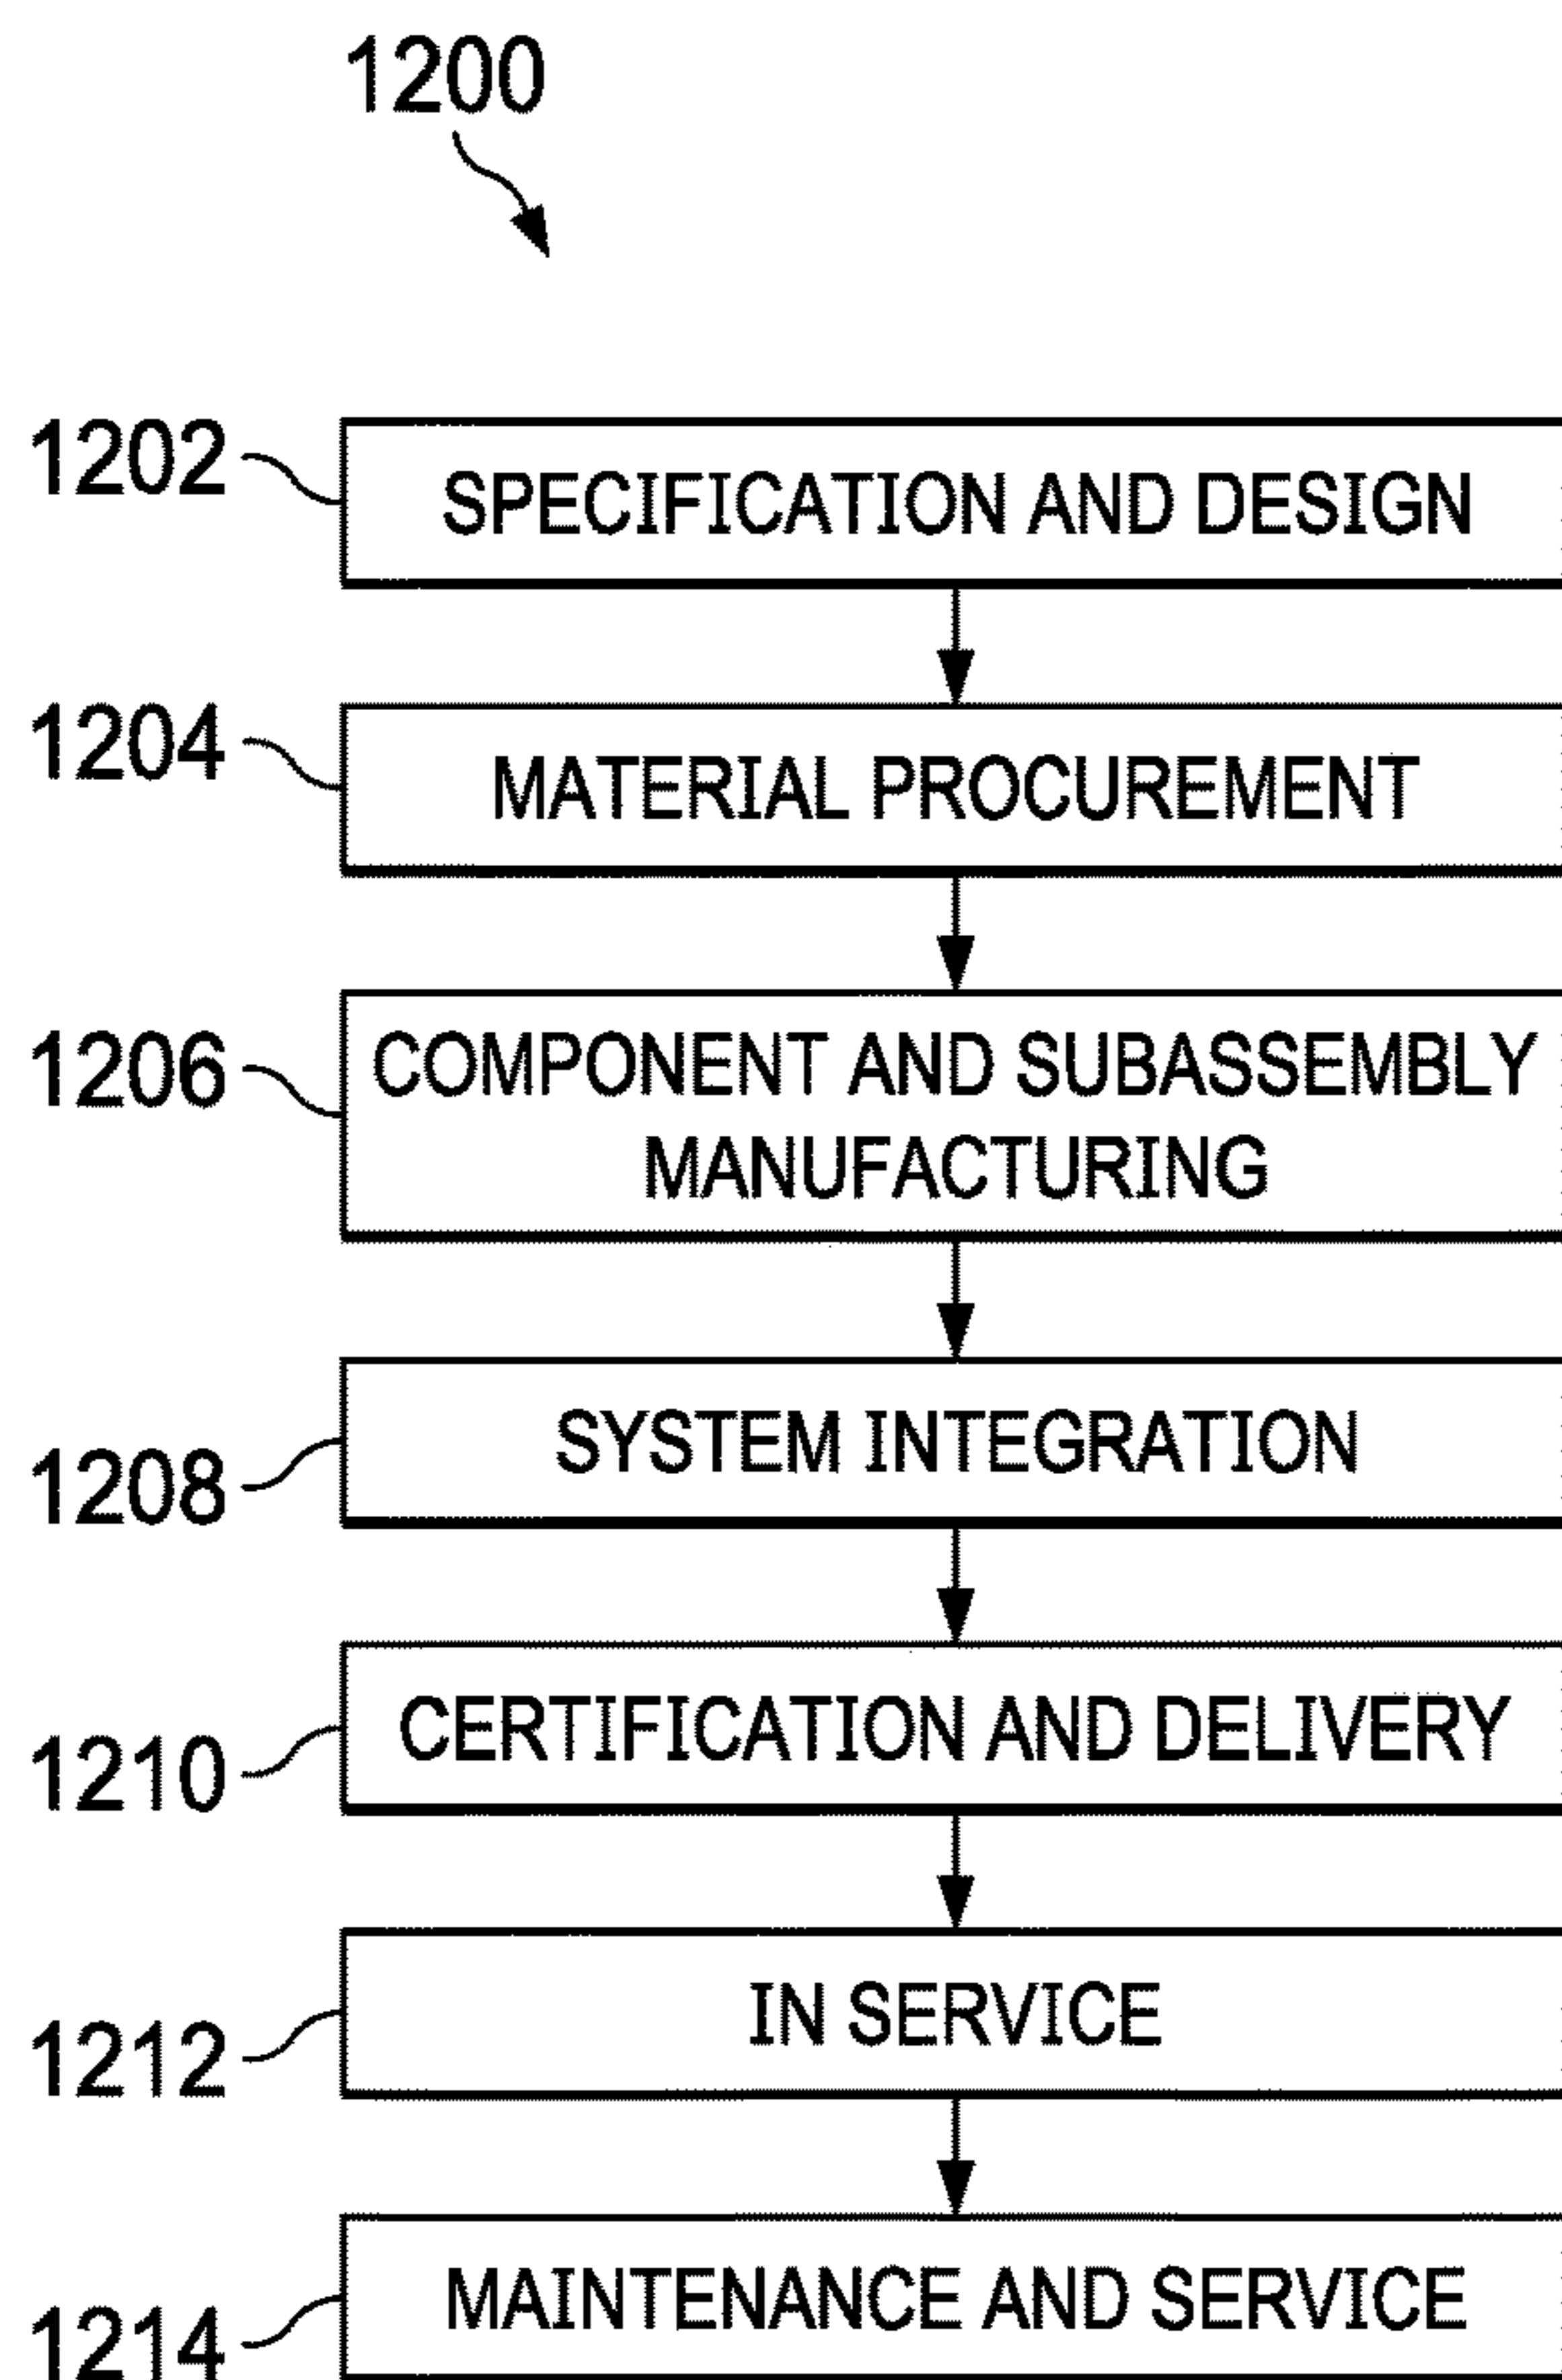 1200
1202
SPECIFICATION AND DESIGN
1204
MATERIAL PROCUREMENT
1206
COMPONENT AND SUBASSEMBLY
MANUFACTURING
1208
SYSTEM INTEGRATION
1210
CERTIFICATION AND DELIVERY
1212
IN SERVICE
1214
MAINTENANCE AND SERVICE